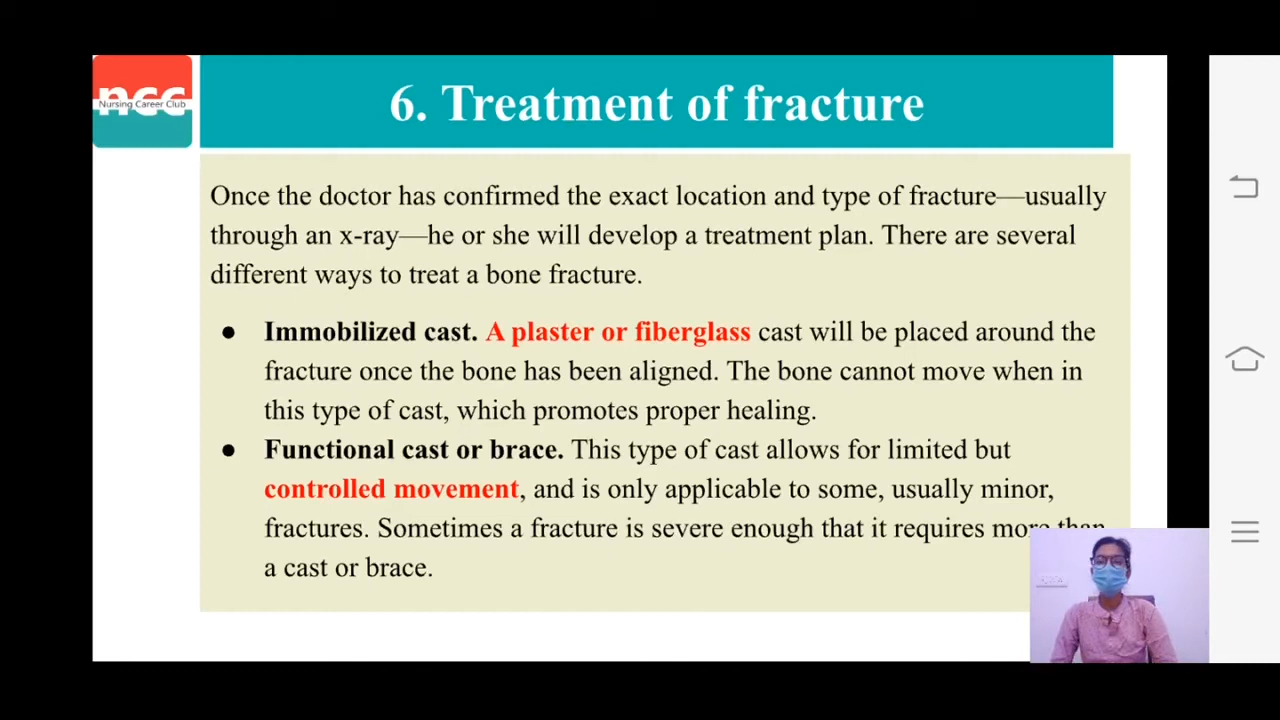 ncc
Nursing Career Club
6. Treatment of fracture
Once the doctor has confirmed the exact location and type of fracture—usually
through an x-ray—he or she will develop a treatment plan. There are several
different ways to treat a bone fracture.
● Immobilized cast. A plaster or fiberglass cast will be placed around the
fracture once the bone has been aligned. The bone cannot move when in
this type of cast, which promotes proper healing.
● Functional cast or brace. This type of cast allows for limited but
controlled movement, and is only applicable to some, usually minor,
fractures. Sometimes a fracture is severe enough that it requires more than
a cast or brace.